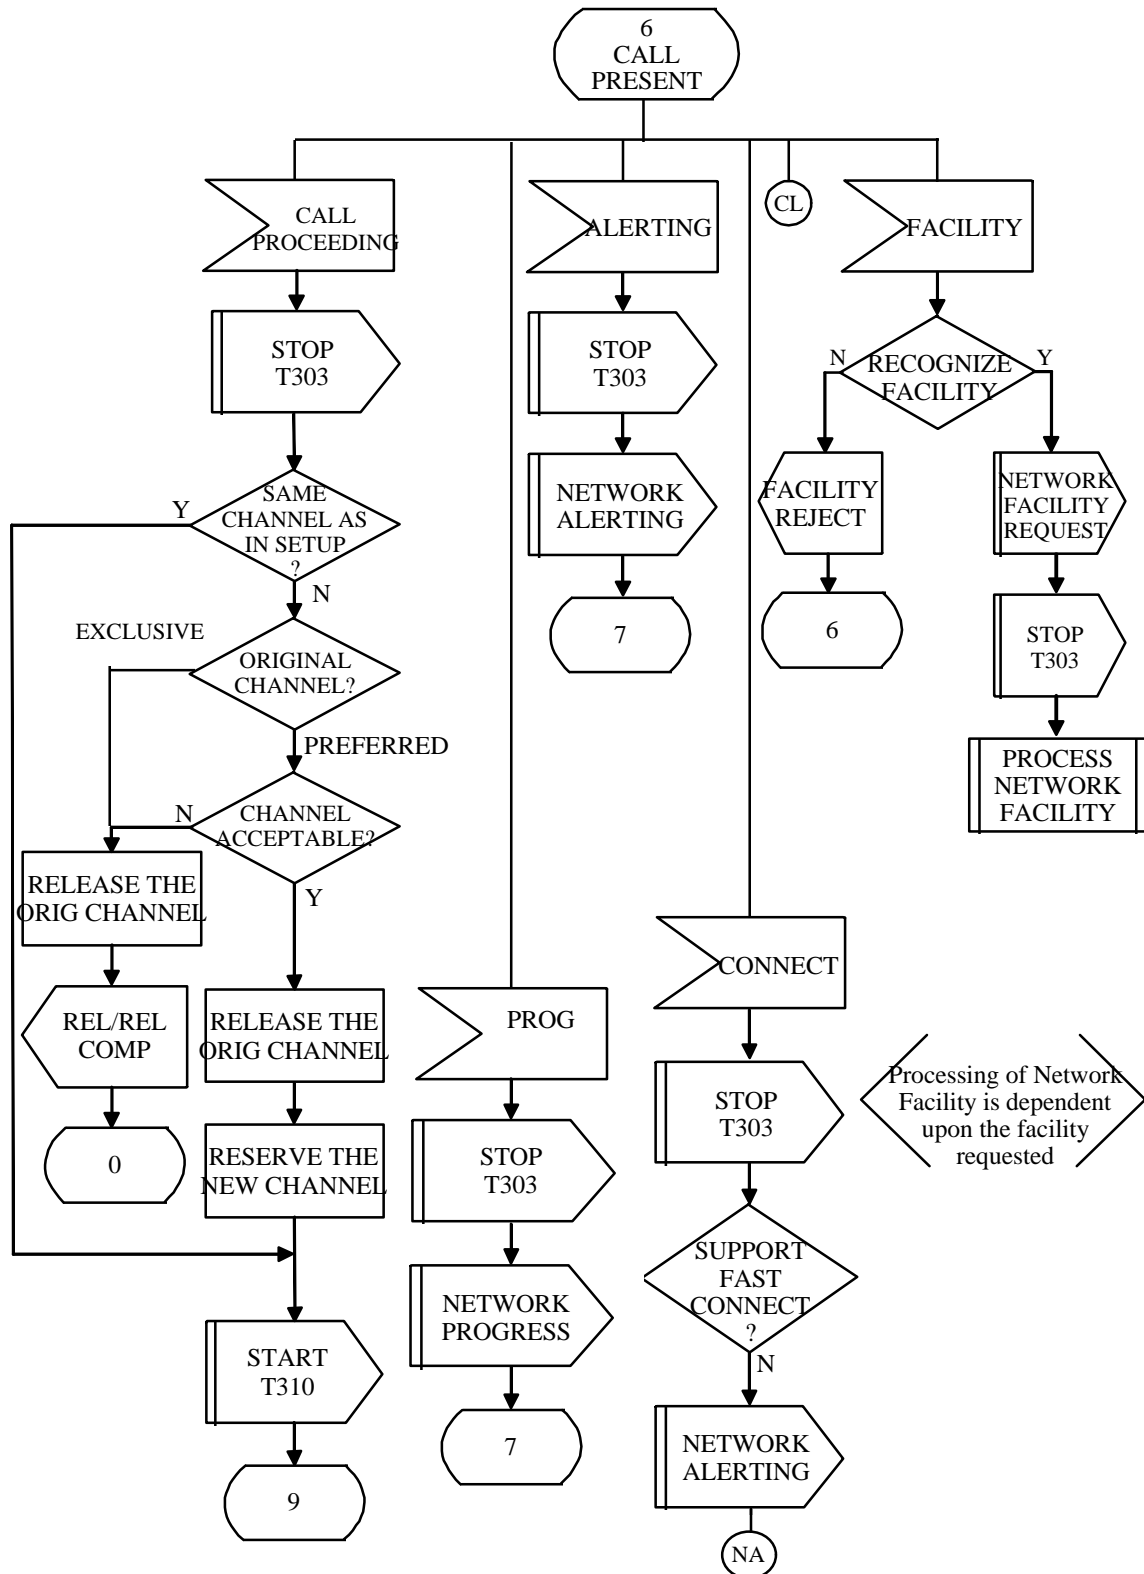 6
CALL
PRESENT
CALL
PROCEEDING
STOP
T303
SAME
CHANNEL AS
IN SETUP
?
Y
N
EXCLUSIVE
ORIGINAL
CHANNEL?
PREFERRED
N
CHANNEL
ACCEPTABLE?
Y
RELEASE THE
ORIG CHANNEL
REL/REL
COMP
0
RELEASE THE
ORIG CHANNEL
RESERVE THE
NEW CHANNEL
START
T310
9
PROG
STOP
T303
NETWORK
PROGRESS
7
ALERTING
STOP
T303
NETWORK
ALERTING
7
CONNECT
STOP
T303
SUPPORT
FAST
CONNECT
?
N
NETWORK
ALERTING
NA
CL
FACILITY
RECOGNIZE
FACILITY
N
Y
FACILITY
REJECT
6
NETWORK
FACILITY
REQUEST
STOP
T303
PROCESS
NETWORK
FACILITY
Processing of Network
Facility is dependent
upon the facility
requested